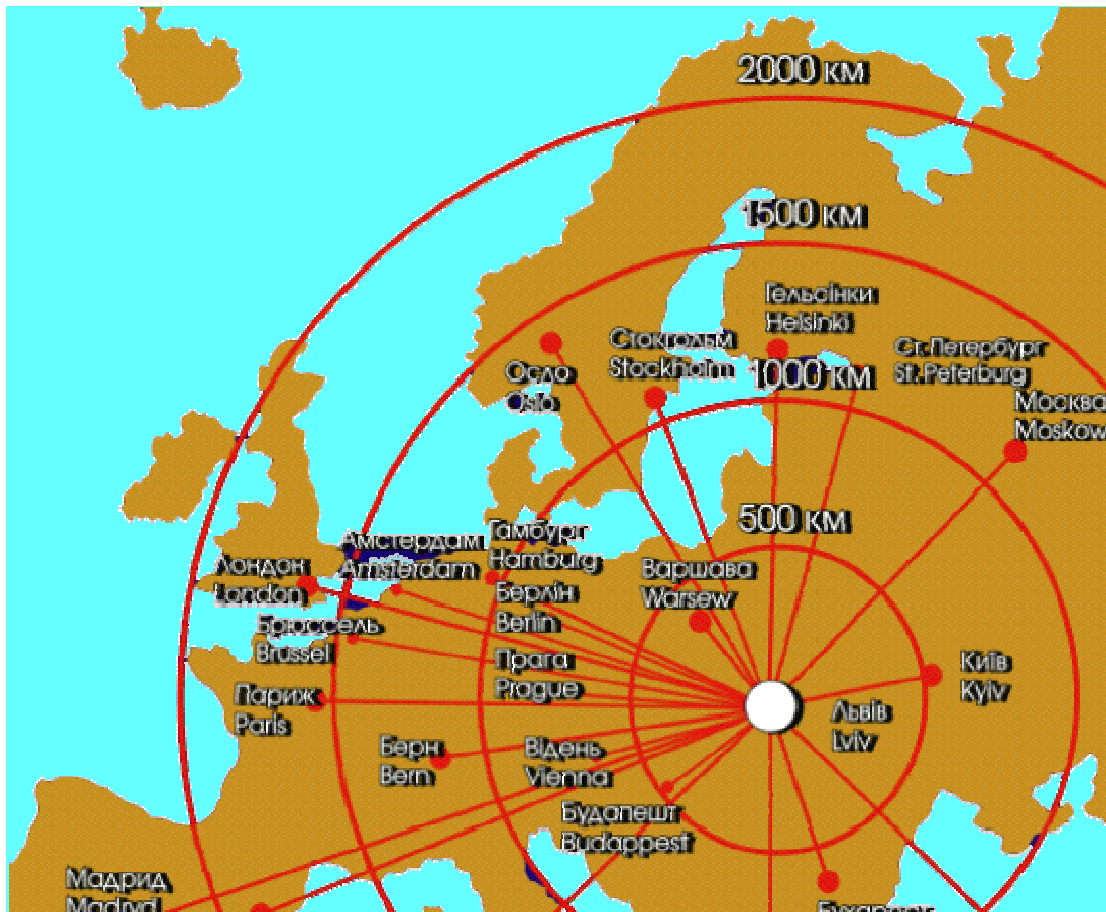 2000 км
1500 км
Гельсінки
Helsinki
Стокгольм
Stockholm
Ст.Петербург
St.Peterburg
Осло
Oslo
1000 км
Москва
Moskow
500 км
Гамбург
Hamburg
Амстердам
Amsterdam
Лондон
London
Варшава
Warsew
Берлін
Berlin
Брюссель
Brussel
Прага
Prague
Київ
Kyiv
Париж
Paris
Львів
Lviv
Берн
Bern
Відень
Vienna
Будапешт
Budappest
Мадрид
Madryd